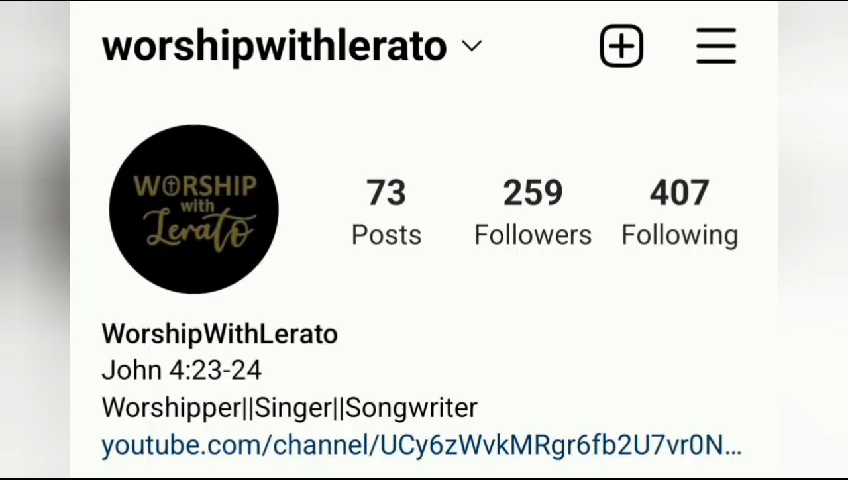 worshipwithlerato
WORSHIP
with
Lerato
73
Posts
259
Followers
407
Following
WorshipWithLerato
John 4:23-24
Worshipper||Singer||Songwriter
youtube.com/channel/UCy6zWvkMRgr6fb2U7vr0N...